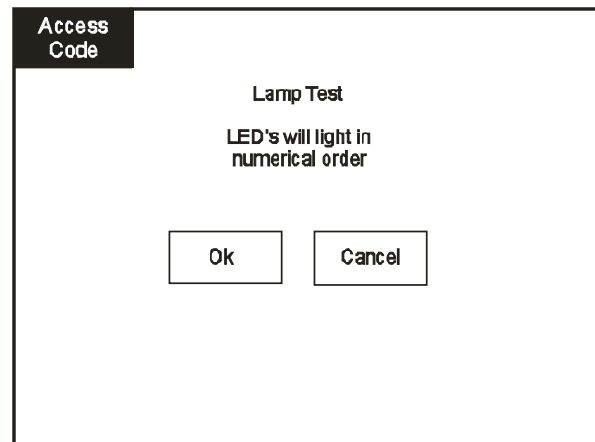 Access
Code
Lamp Test
LED's will light in
numerical order
Ok
Cancel